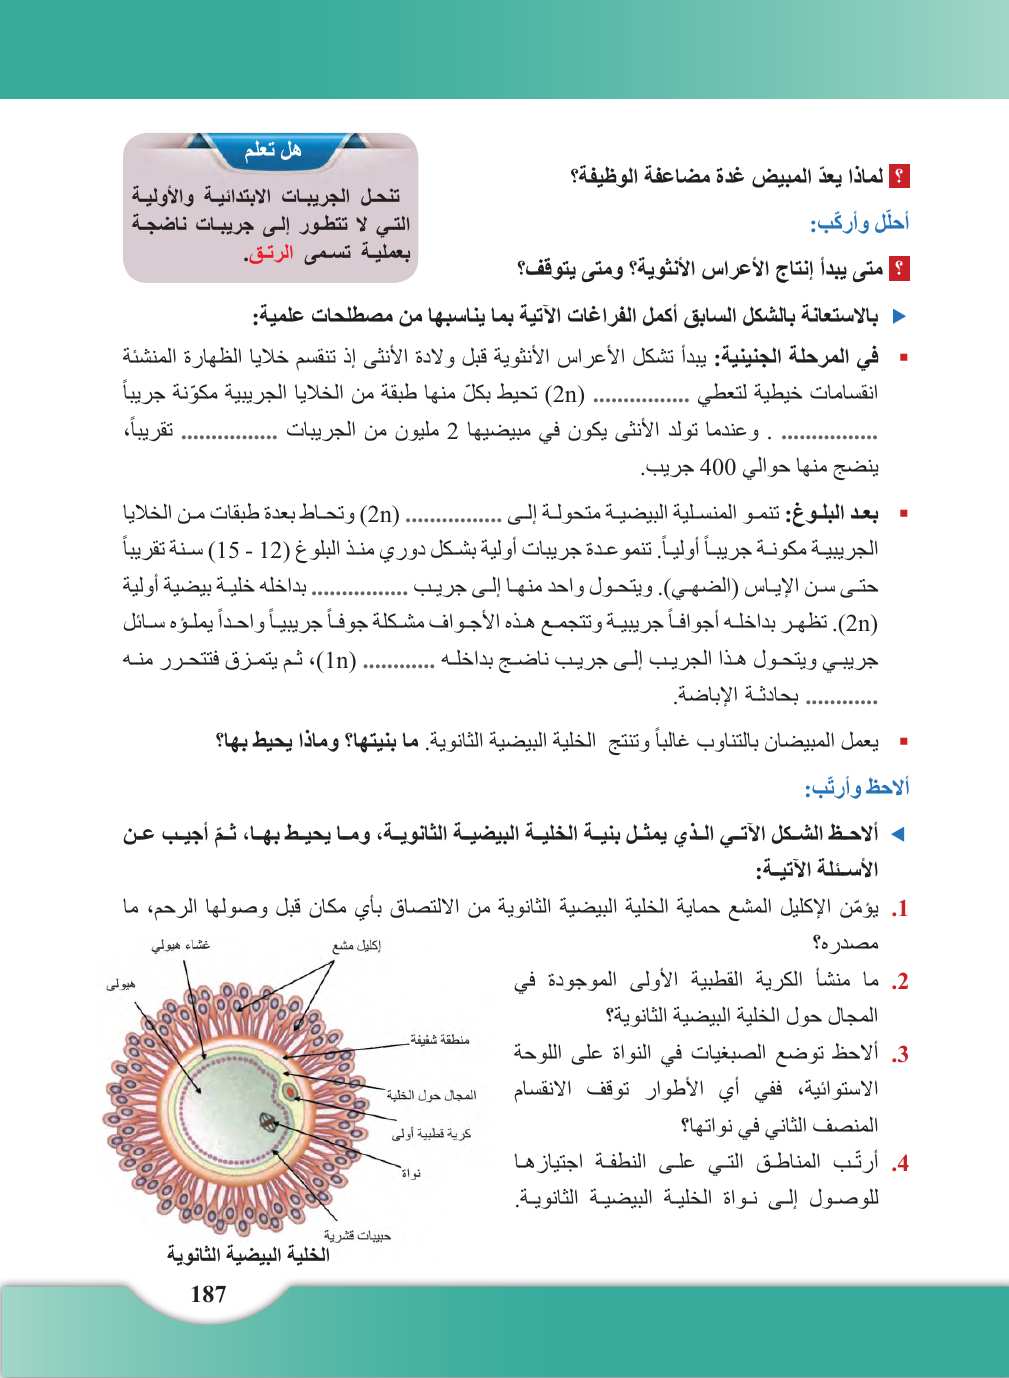 هل تعلم
تنحل الجريبات الابتدائية والأولية
التي لا تتطور إلى جريبات ناضجة
بعملية تسمى الرتق.
؟ لماذا يعدّ المبيض غدة مضاعفة الوظيفة؟
أحلّل وأركّب:
؟ متى يبدأ إنتاج الأعراس الأنثوية؟ ومتى يتوقف؟
بالاستعانة بالشكل السابق أكمل الفراغات الآتية بما يناسبها من مصطلحات علمية:
▪ في المرحلة الجنينية: يبدأ تشكل الأعراس الأنثوية قبل ولادة الأنثى إذ تنقسم خلايا الظهارة المنشئة
انقسامات خيطية لتعطي ................ (2n) تحيط بكلّ منها طبقة من الخلايا الجريبية مكوّنة جريباً
................ . وعندما تولد الأنثى يكون في مبيضيها 2 مليون من الجريبات ................ تقريباً،
ينضج منها حوالي 400 جريب.
▪ بعد البلوغ: تنمو المنسلية البيضية متحولة إلى ................ (2n) وتحاط بعدة طبقات من الخلايا
الجريبية مكونة جريباً أولياً. تنمو عدة جريبات أولية بشكل دوري منذ البلوغ (12 - 15) سنة تقريباً
حتى سن الإياس (الضهي). ويتحول واحد منها إلى جريب ................ بداخله خلية بيضية أولية
(2n). تظهر بداخله أجوافاً جريبية وتتجمع هذه الأجواف مشكلة جوفاً جريبياً واحداً يملؤه سائل
جريبي ويتحول هذا الجريب إلى جريب ناضج بداخله ............ (1n)، ثم يتمزق فتتحرر منه
............ بحادثة الإباضة.
▪ يعمل المبيضان بالتناوب غالباً وتنتج الخلية البيضية الثانوية. ما بنيتها؟ وماذا يحيط بها؟
ألاحظ وأرتّب:
ألاحظ الشكل الآتي الذي يمثل بنية الخلية البيضية الثانوية، وما يحيط بها، ثمّ أجيب عن
الأسئلة الآتية:
1. يؤمّن الإكليل المشع حماية الخلية البيضية الثانوية من الالتصاق بأي مكان قبل وصولها الرحم، ما
مصدره؟
2. ما منشأ الكرية القطبية الأولى الموجودة في
المجال حول الخلية البيضية الثانوية؟
3. ألاحظ توضع الصبغيات في النواة على اللوحة
الاستوائية، ففي أي الأطوار توقف الانقسام
المنصف الثاني في نواتها؟
4. أرتّب المناطق التي على النطفة اجتيازها
للوصول إلى نواة الخلية البيضية الثانوية.
إكليل مشع
غشاء هيولي
هيولى
منطقة شفيفة
المجال حول الخلية
كرية قطبية أولى
نواة
حبيبات قشرية
الخلية البيضية الثانوية
187